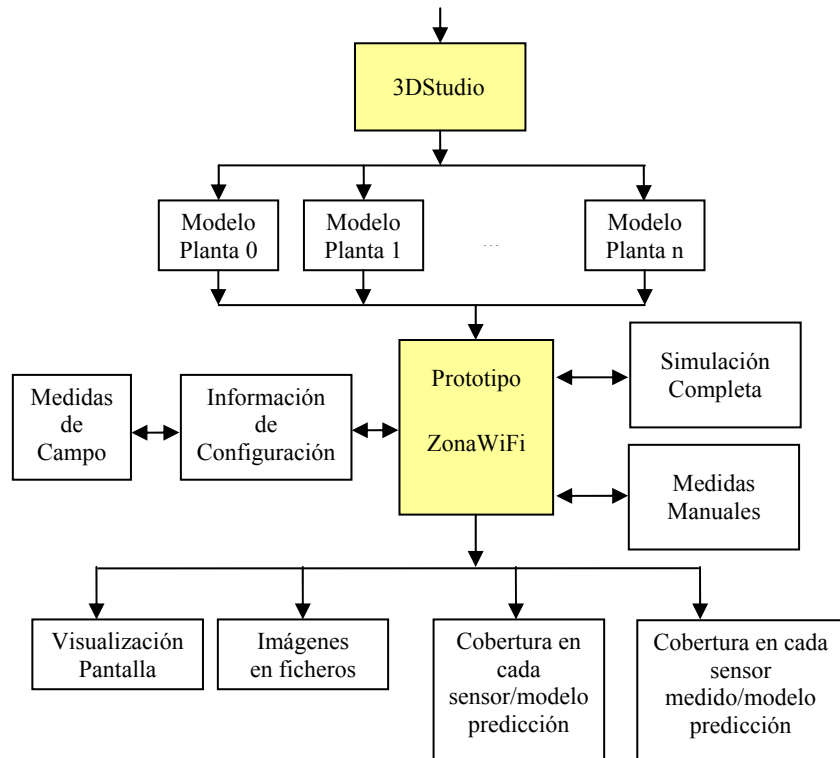 3DStudio
Modelo
Planta 0
Modelo
Planta 1
...
Modelo
Planta n
Medidas
de
Campo
Información
de
Configuración
Prototipo
ZonaWiFi
Simulación
Completa
Medidas
Manuales
Visualización
Pantalla
Imágenes
en ficheros
Cobertura en
cada
sensor/modelo
predicción
Cobertura en cada
sensor
medido/modelo
predicción